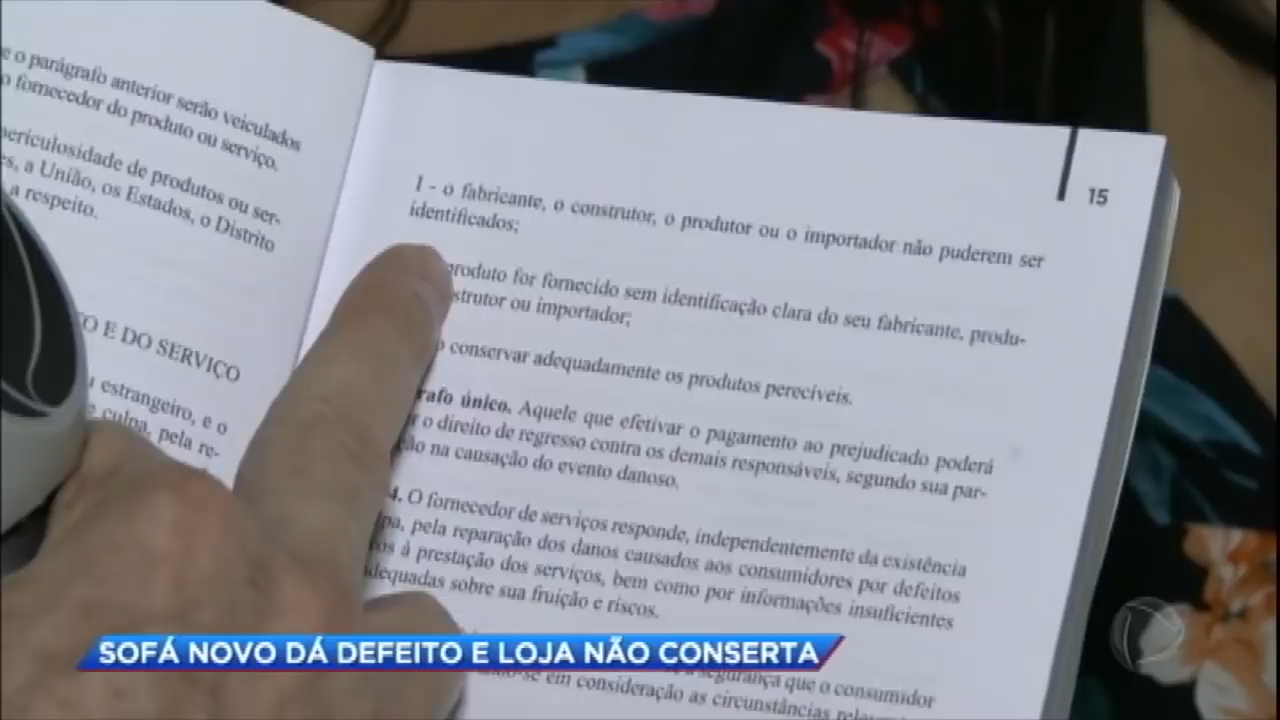 e o parágrafo anterior serão veiculados
o fornecedor do produto ou serviço.
periculosidade de produtos ou ser-
es, a União, os Estados, o Distrito
a respeito.
TO E DO SERVIÇO
u estrangeiro, e o
e culpa, pela re-
15
I - o fabricante, o construtor, o produtor ou o importador não puderem ser
identificados;
produto for fornecido sem identificação clara do seu fabricante, produ-
strutor ou importador;
o conservar adequadamente os produtos perecíveis.
rafo único. Aquele que efetivar o pagamento ao prejudicado poderá
r o direito de regresso contra os demais responsáveis, segundo sua par-
ção na causação do evento danoso.
4. O fornecedor de serviços responde, independentemente da existência
lpa, pela reparação dos danos causados aos consumidores por defeitos
vos à prestação dos serviços, bem como por informações insuficientes
adequadas sobre sua fruição e riscos.
a segurança que o consumidor
-se em consideração as circunstâncias
SOFÁ NOVO DÁ DEFEITO E LOJA NÃO CONSERTA